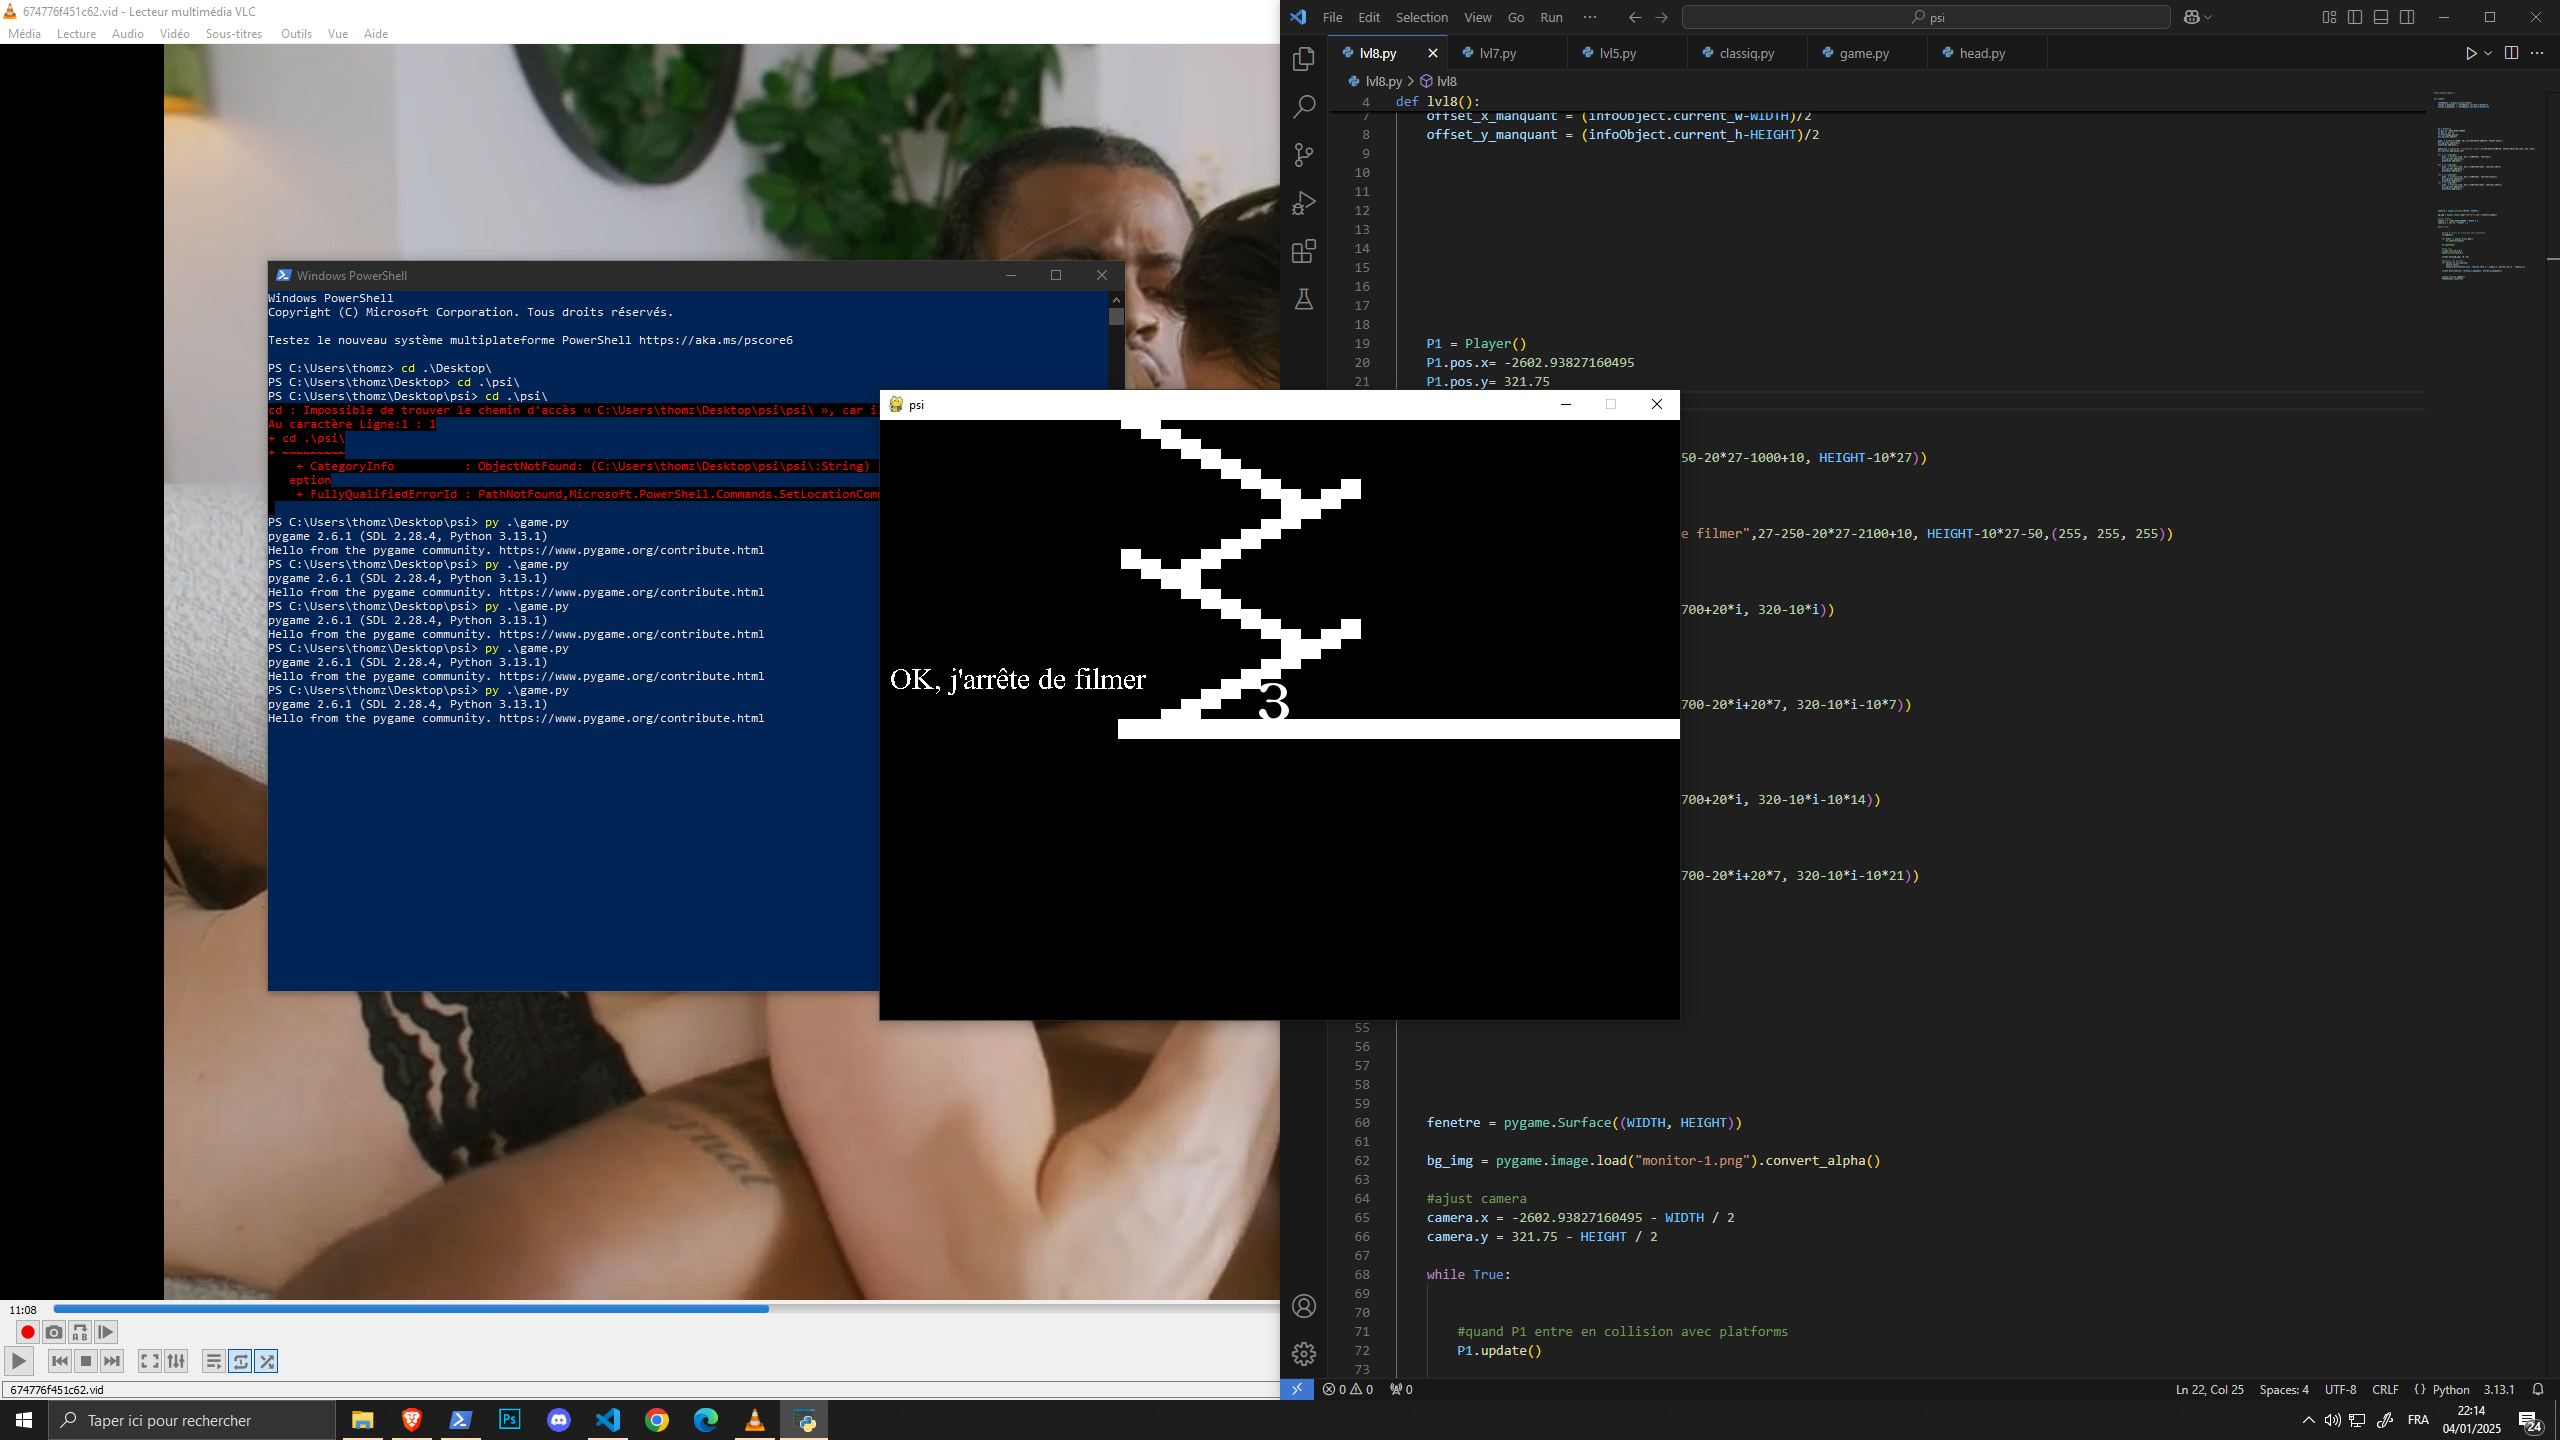 674776f451c62.vid - Lecteur multimédia VLC
Média Lecture Audio Vidéo Sous-titres Outils Vue Aide
Windows PowerShell
Windows PowerShell
Copyright (C) Microsoft Corporation. Tous droits réservés.
Testez le nouveau système multiplateforme PowerShell https://aka.ms/pscore6
PS C:\Users\thomz> cd .\Desktop\
PS C:\Users\thomz\Desktop> cd .\psi\
PS C:\Users\thomz\Desktop\psi> cd .\psi\
cd : Impossible de trouver le chemin d'accès « C:\Users\thomz\Desktop\psi\psi\ », car i
Au caractère Ligne:1 : 1
+ cd .\psi\
+ ~~~~~~~~~
+ CategoryInfo : ObjectNotFound: (C:\Users\thomz\Desktop\psi\psi\:String)
eption
+ FullyQualifiedErrorId : PathNotFound,Microsoft.PowerShell.Commands.SetLocationCom
PS C:\Users\thomz\Desktop\psi> py .\game.py
pygame 2.6.1 (SDL 2.28.4, Python 3.13.1)
Hello from the pygame community. https://www.pygame.org/contribute.html
PS C:\Users\thomz\Desktop\psi> py .\game.py
pygame 2.6.1 (SDL 2.28.4, Python 3.13.1)
Hello from the pygame community. https://www.pygame.org/contribute.html
PS C:\Users\thomz\Desktop\psi> py .\game.py
pygame 2.6.1 (SDL 2.28.4, Python 3.13.1)
Hello from the pygame community. https://www.pygame.org/contribute.html
PS C:\Users\thomz\Desktop\psi> py .\game.py
pygame 2.6.1 (SDL 2.28.4, Python 3.13.1)
Hello from the pygame community. https://www.pygame.org/contribute.html
PS C:\Users\thomz\Desktop\psi> py .\game.py
pygame 2.6.1 (SDL 2.28.4, Python 3.13.1)
Hello from the pygame community. https://www.pygame.org/contribute.html
psi
OK, j'arrête de filmer
3
11:08
674776f451c62.vid
File Edit Selection View Go Run ···
psi
lvl8.py lvl7.py lvl5.py classiq.py game.py head.py
lvl8.py > lvl8
4 def lvl8():
7 offset_x_manquant = (infoObject.current_w-WIDTH)/2
8 offset_y_manquant = (infoObject.current_h-HEIGHT)/2
9
10
11
12
13
14
15
16
17
18
19 P1 = Player()
20 P1.pos.x= -2602.93827160495
21 P1.pos.y= 321.75
50-20*27-1000+10, HEIGHT-10*27))
e filmer",27-250-20*27-2100+10, HEIGHT-10*27-50,(255, 255, 255))
700+20*i, 320-10*i))
700-20*i+20*7, 320-10*i-10*7))
700+20*i, 320-10*i-10*14))
700-20*i+20*7, 320-10*i-10*21))
55
56
57
58
59
60 fenetre = pygame.Surface((WIDTH, HEIGHT))
61
62 bg_img = pygame.image.load("monitor-1.png").convert_alpha()
63
64 #ajust camera
65 camera.x = -2602.93827160495 - WIDTH / 2
66 camera.y = 321.75 - HEIGHT / 2
67
68 while True:
69
70
71 #quand P1 entre en collision avec platforms
72 P1.update()
73
0 0 0 Ln 22, Col 25 Spaces: 4 UTF-8 CRLF {} Python 3.13.1
Taper ici pour rechercher
Ps
FRA
22:14
04/01/2025
24